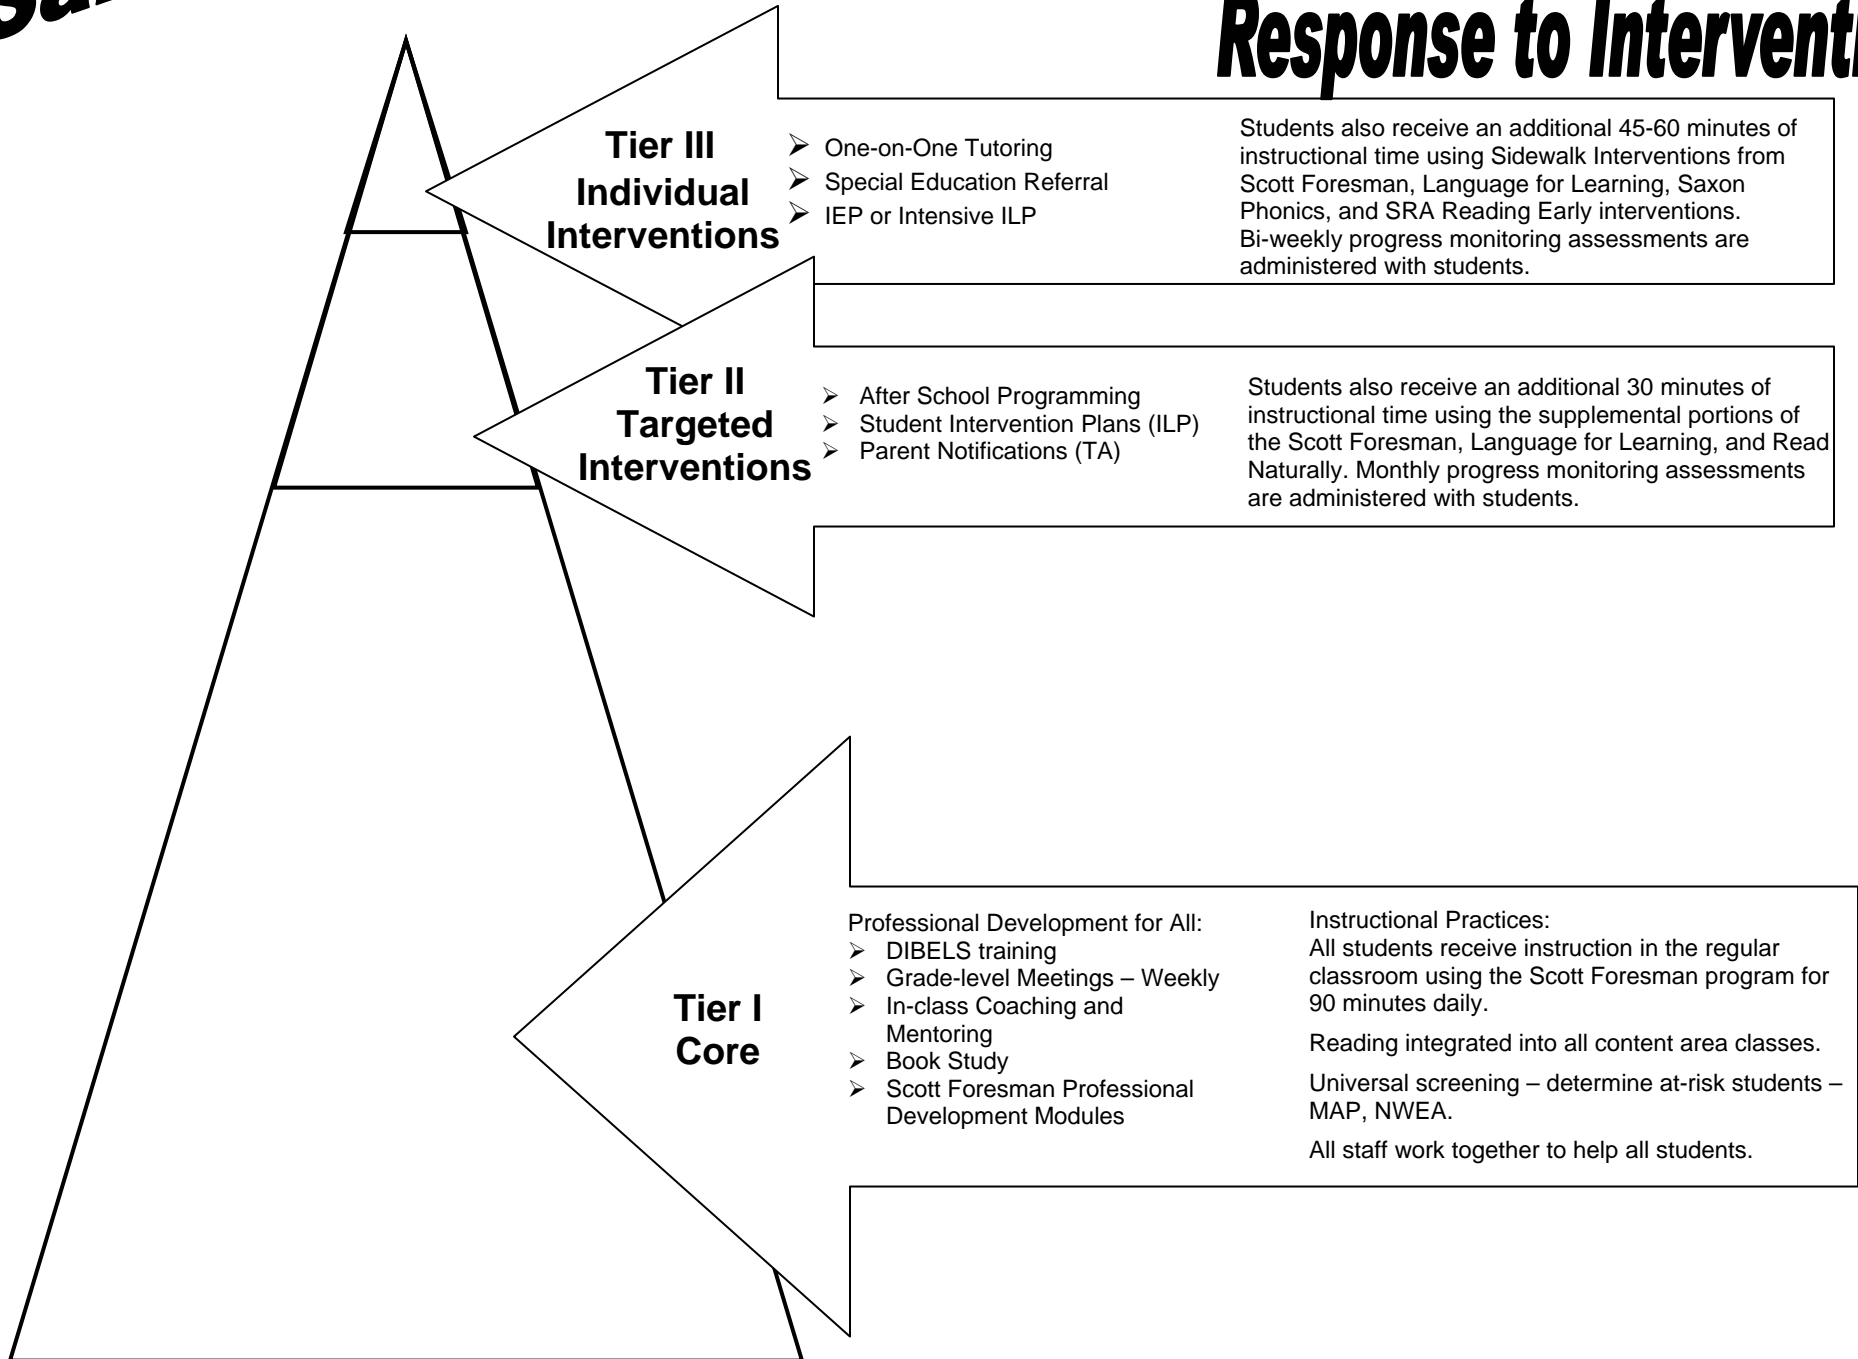 Response to Interventi
Tier III
Individual
Interventions
➢ One-on-One Tutoring
➢ Special Education Referral
➢ IEP or Intensive ILP
Students also receive an additional 45-60 minutes of
instructional time using Sidewalk Interventions from
Scott Foresman, Language for Learning, Saxon
Phonics, and SRA Reading Early interventions.
Bi-weekly progress monitoring assessments are
administered with students.
Tier II
Targeted
Interventions
➢ After School Programming
➢ Student Intervention Plans (ILP)
➢ Parent Notifications (TA)
Students also receive an additional 30 minutes of
instructional time using the supplemental portions of
the Scott Foresman, Language for Learning, and Read
Naturally. Monthly progress monitoring assessments
are administered with students.
Tier I
Core
Professional Development for All:
➢ DIBELS training
➢ Grade-level Meetings – Weekly
➢ In-class Coaching and
Mentoring
➢ Book Study
➢ Scott Foresman Professional
Development Modules
Instructional Practices:
All students receive instruction in the regular
classroom using the Scott Foresman program for
90 minutes daily.
Reading integrated into all content area classes.
Universal screening – determine at-risk students –
MAP, NWEA.
All staff work together to help all students.